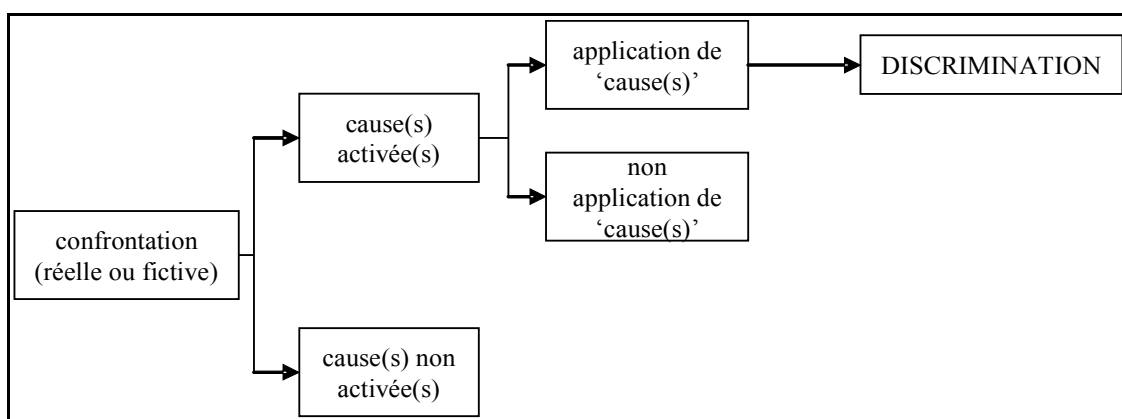 confrontation
(réelle ou fictive)
cause(s)
activée(s)
cause(s) non
activée(s)
application de
‘cause(s)’
non
application de
‘cause(s)’
DISCRIMINATION